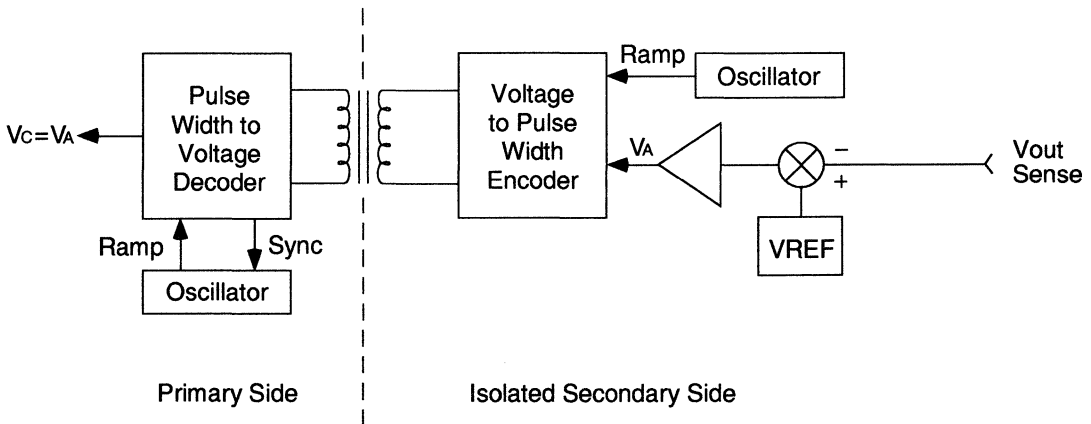 Pulse
Width to
Voltage
Decoder
VC=VA
Ramp
Sync
Oscillator
Primary Side
Voltage
to Pulse
Width
Encoder
Ramp
Oscillator
VA
−
+
VREF
Vout
Sense
Isolated Secondary Side